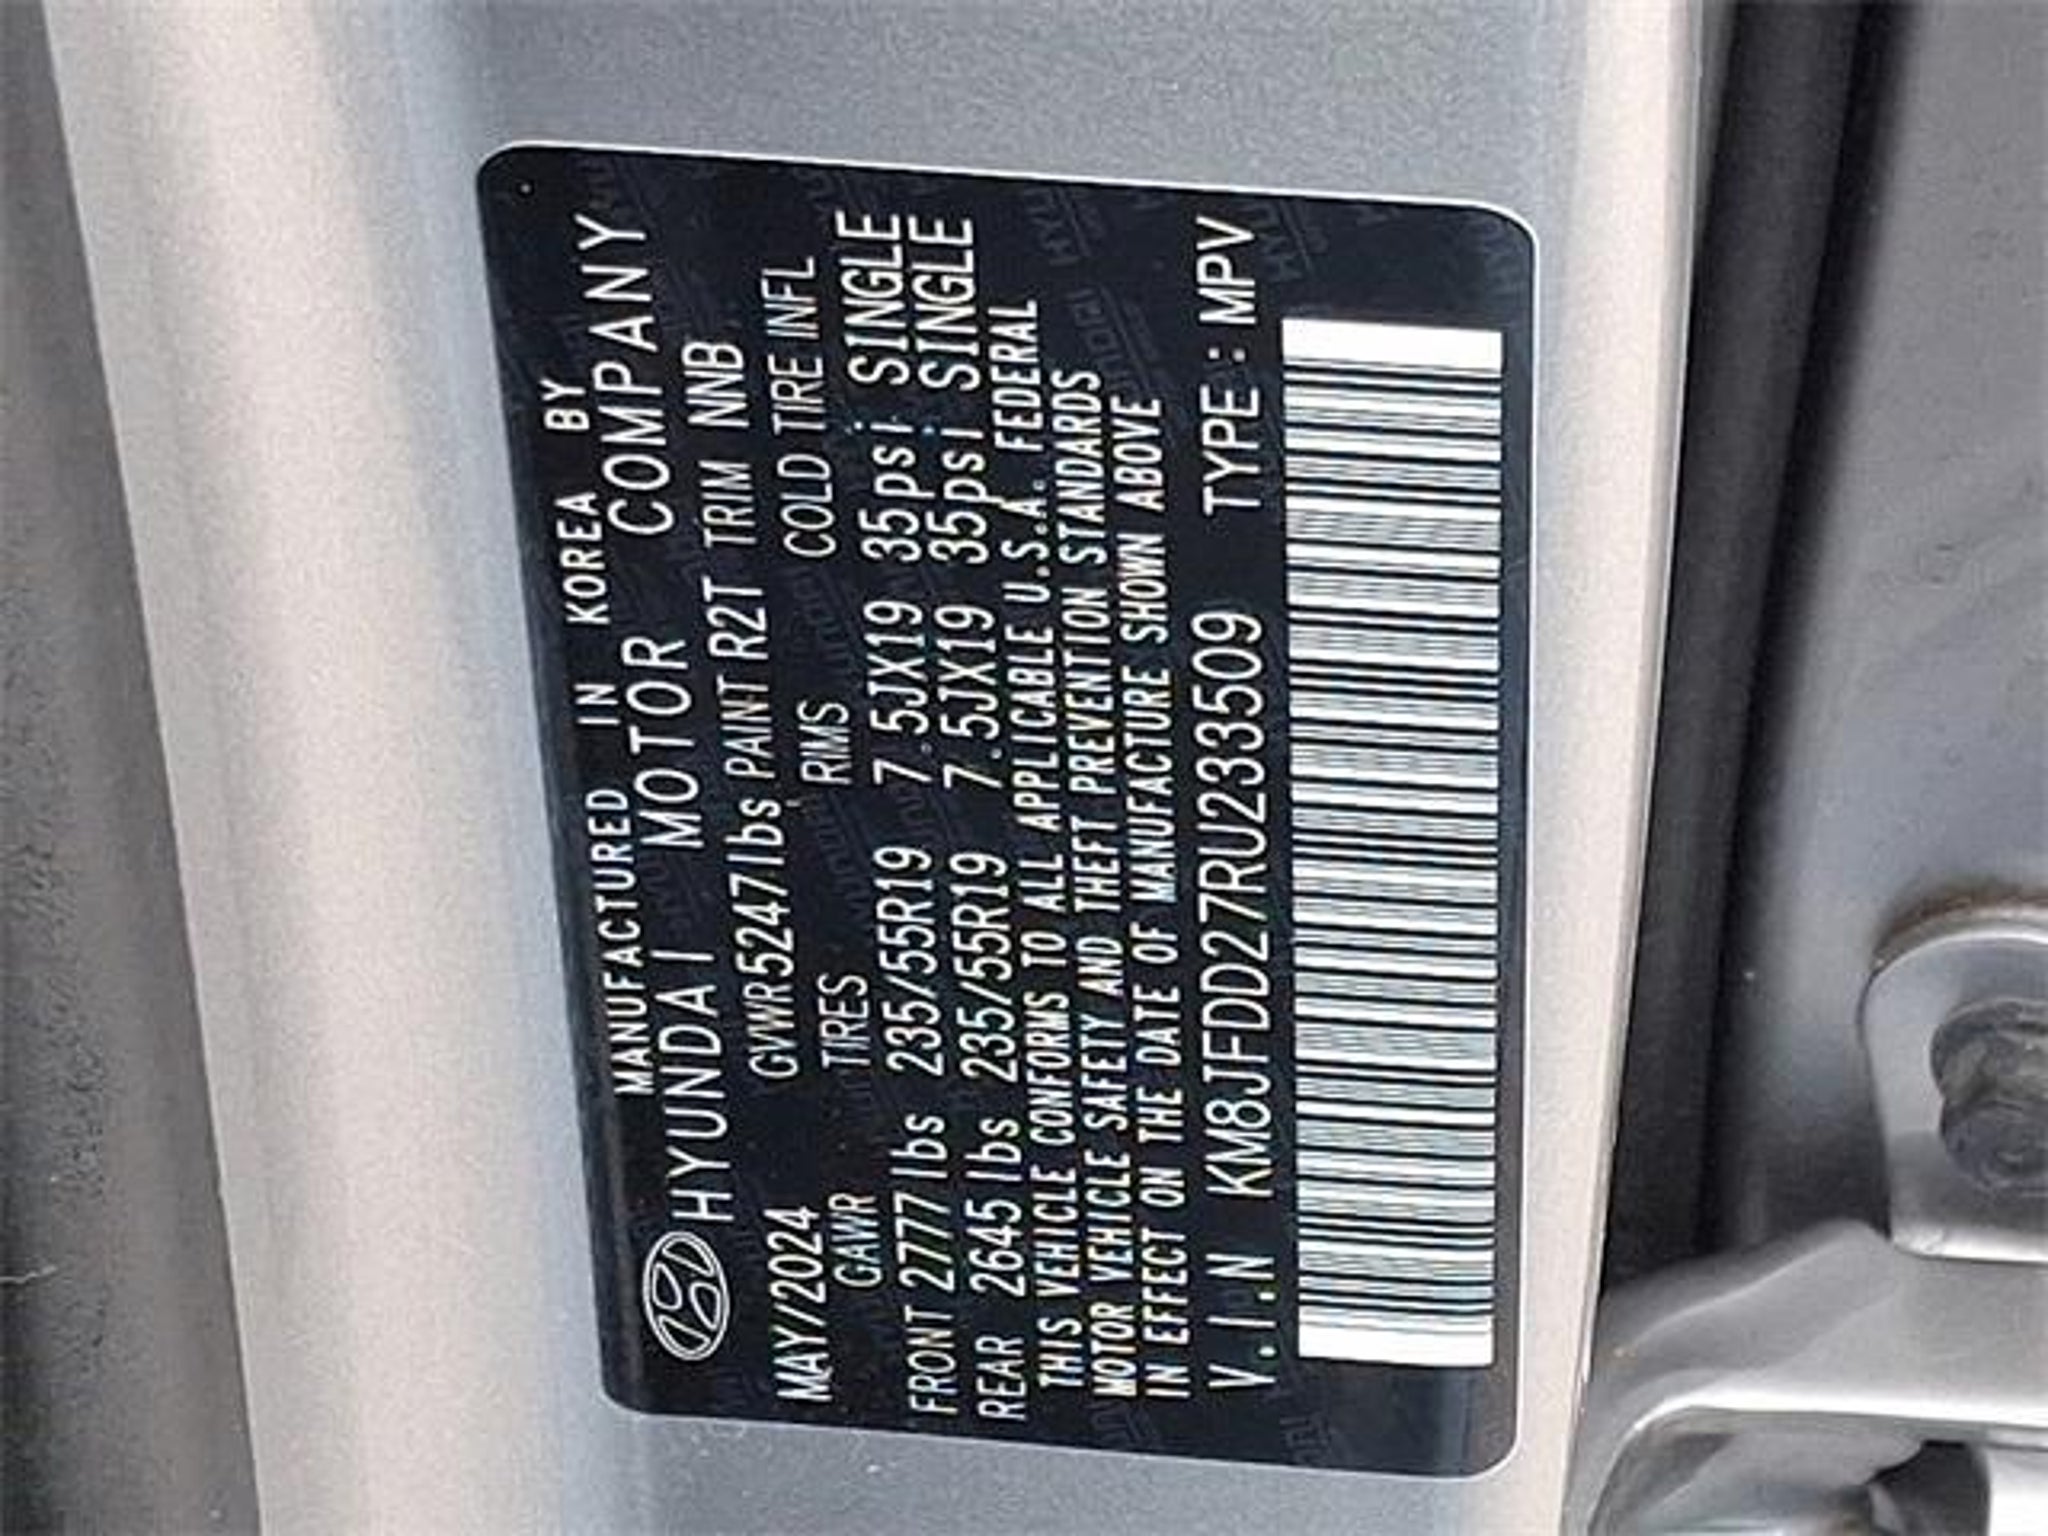 MANUFACTURED IN KOREA BY
HYUNDAI MOTOR COMPANY
MAY/2024 GVWR5247lbs PAINT R2T TRIM NNB
GAWR TIRES RIMS COLD TIRE INFL
FRONT 2777 lbs 235/55R19 7.5JX19 35psi SINGLE
REAR 2645 lbs 235/55R19 7.5JX19 35psi SINGLE
THIS VEHICLE CONFORMS TO ALL APPLICABLE U.S.A. FEDERAL
MOTOR VEHICLE SAFETY AND THEFT PREVENTION STANDARDS
IN EFFECT ON THE DATE OF MANUFACTURE SHOWN ABOVE
V.I.N KM8JFDD27RU233509 TYPE : MPV